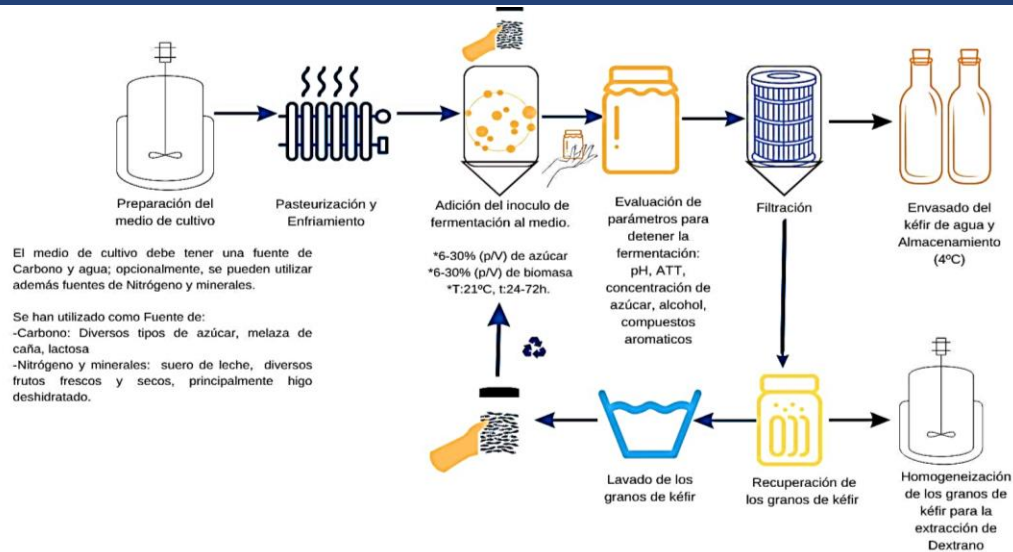 Preparación del
medio de cultivo
Pasteurización y
Enfriamiento
Adición del inoculo de
fermentación al medio.
*6-30% (p/V) de azúcar
*6-30% (p/V) de biomasa
*T:21ºC, t:24-72h.
Evaluación de
parámetros para
detener la
fermentación:
pH, ATT,
concentración de
azúcar, alcohol,
compuestos
aromaticos
Filtración
Envasado del
kéfir de agua y
Almacenamiento
(4ºC)
El medio de cultivo debe tener una fuente de
Carbono y agua; opcionalmente, se pueden utilizar
además fuentes de Nitrógeno y minerales.
Se han utilizado como Fuente de:
-Carbono: Diversos tipos de azúcar, melaza de
caña, lactosa
-Nitrógeno y minerales: suero de leche, diversos
frutos frescos y secos, principalmente higo
deshidratado.
Lavado de los
granos de kéfir
Recuperación de
los granos de kéfir
Homogeneización
de los granos de
kéfir para la
extracción de
Dextrano